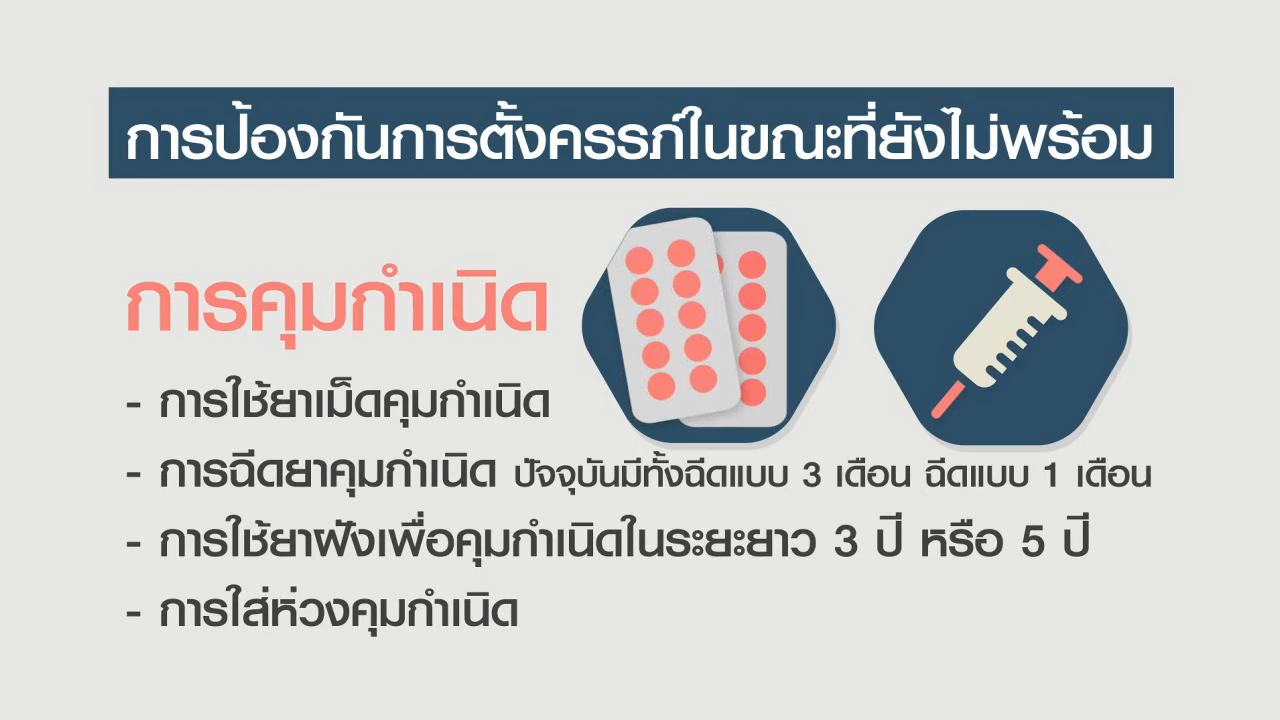 การป้องกันการตั้งครรภ์ในขณะที่ยังไม่พร้อม
การคุมกำเนิด
- การใช้ยาเม็ดคุมกำเนิด
- การฉีดยาคุมกำเนิด ปัจจุบันมีทั้งฉีดแบบ 3 เดือน ฉีดแบบ 1 เดือน
- การใช้ยาฝังเพื่อคุมกำเนิดในระยะยาว 3 ปี หรือ 5 ปี
- การใส่ห่วงคุมกำเนิด